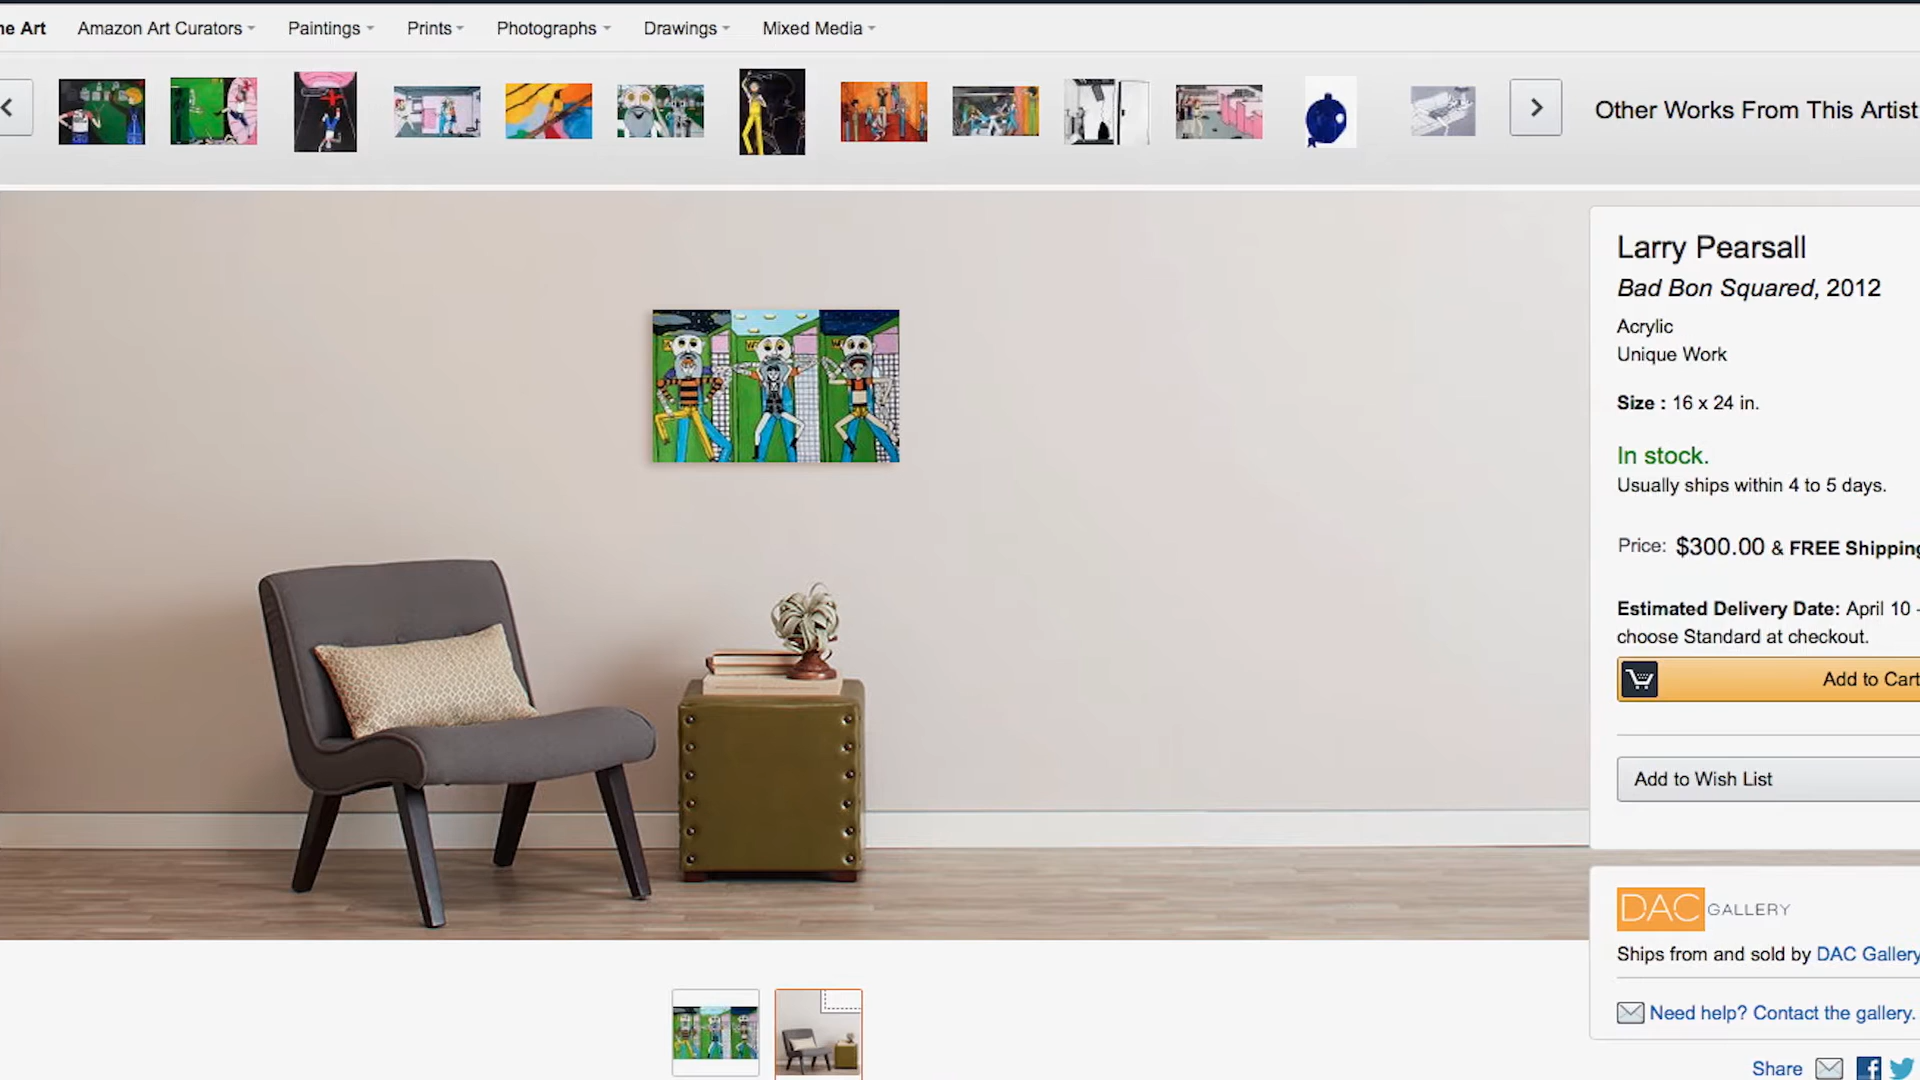 ne Art Amazon Art Curators Paintings Prints Photographs Drawings Mixed Media
Other Works From This Artist
Larry Pearsall
Bad Bon Squared, 2012
Acrylic
Unique Work
Size : 16 x 24 in.
In stock.
Usually ships within 4 to 5 days.
Price: $300.00 & FREE Shipping
Estimated Delivery Date: April 10 -
choose Standard at checkout.
Add to Cart
Add to Wish List
DAC GALLERY
Ships from and sold by DAC Gallery
Need help? Contact the gallery.
Share